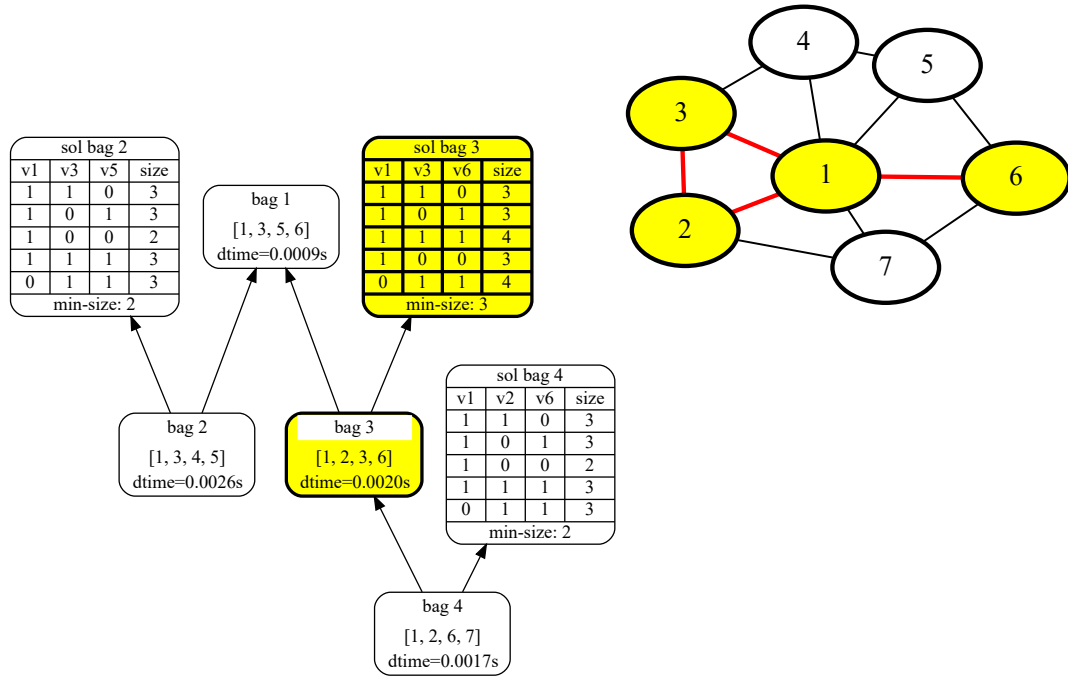 sol bag 2
v1 v3 v5 size
1 1 0 3
1 0 1 3
1 0 0 2
1 1 1 3
0 1 1 3
min-size: 2
bag 1
[1, 3, 5, 6]
dtime=0.0009s
sol bag 3
v1 v3 v6 size
1 1 0 3
1 0 1 3
1 1 1 4
1 0 0 3
0 1 1 4
min-size: 3
4
5
3
1
6
2
7
bag 2
[1, 3, 4, 5]
dtime=0.0026s
bag 3
[1, 2, 3, 6]
dtime=0.0020s
sol bag 4
v1 v2 v6 size
1 1 0 3
1 0 1 3
1 0 0 2
1 1 1 3
0 1 1 3
min-size: 2
bag 4
[1, 2, 6, 7]
dtime=0.0017s